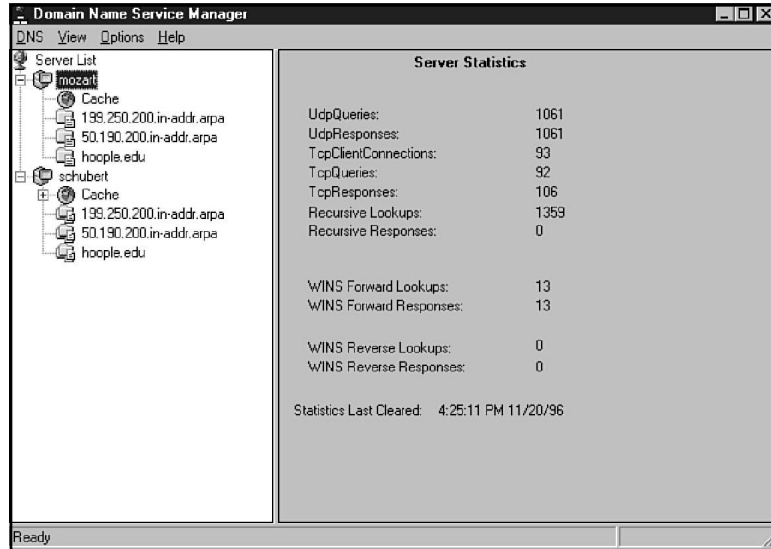 Domain Name Service Manager
DNS View Options Help
Server List
mozart
Cache
199.250.200.in-addr.arpa
50.190.200.in-addr.arpa
hoople.edu
schubert
Cache
199.250.200.in-addr.arpa
50.190.200.in-addr.arpa
hoople.edu
Server Statistics
UdpQueries: 1061
UdpResponses: 1061
TcpClientConnections: 93
TcpQueries: 92
TcpResponses: 106
Recursive Lookups: 1359
Recursive Responses: 0
WINS Forward Lookups: 13
WINS Forward Responses: 13
WINS Reverse Lookups: 0
WINS Reverse Responses: 0
Statistics Last Cleared: 4:25:11 PM 11/20/96
Ready